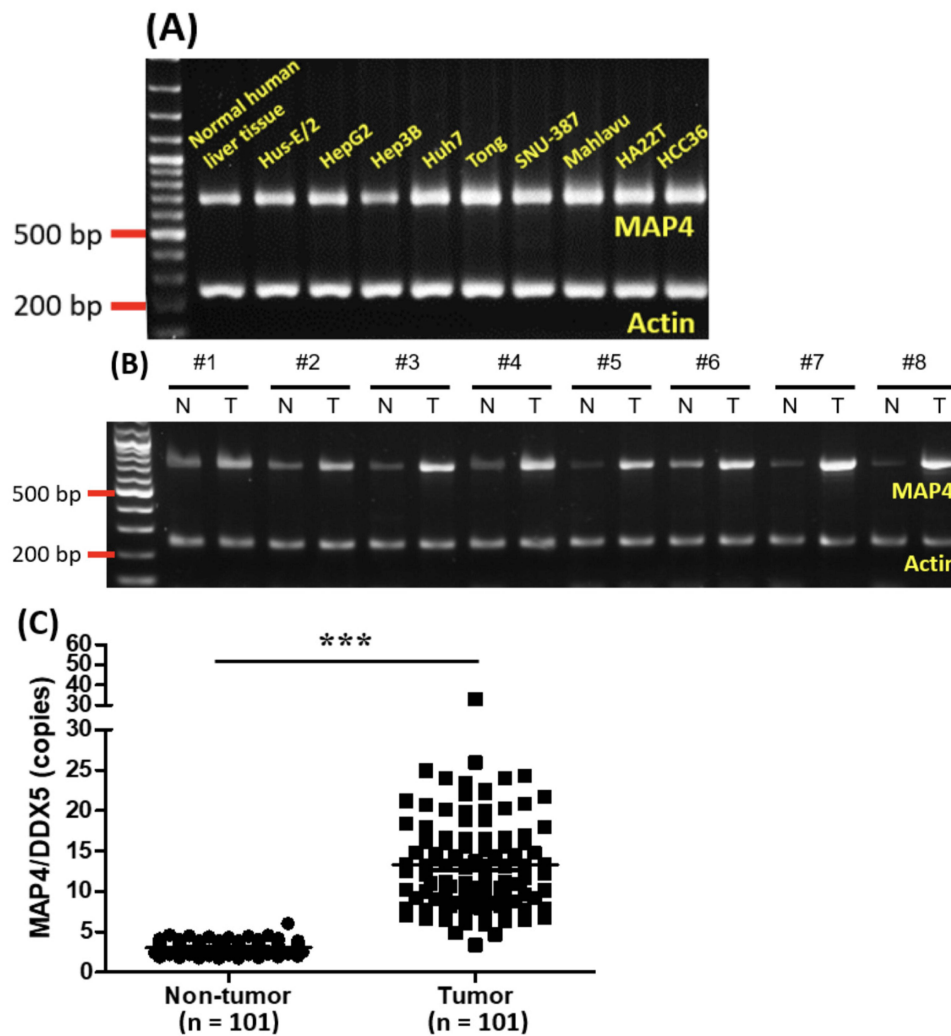 (A)
Normal human
liver tissue
Hus-E/2
HepG2
Hep3B
Huh7
Tong
SNU-387
Mahlavu
HA22T
HCC36
MAP4
500 bp
200 bp
Actin
(B)
#1 #2 #3 #4 #5 #6 #7 #8
N T N T N T N T N T N T N T N T
500 bp
MAP4
200 bp
Actin
(C)
***
MAP4/DDX5 (copies)
60
50
40
30
30
25
20
15
10
5
0
Non-tumor Tumor
(n = 101) (n = 101)